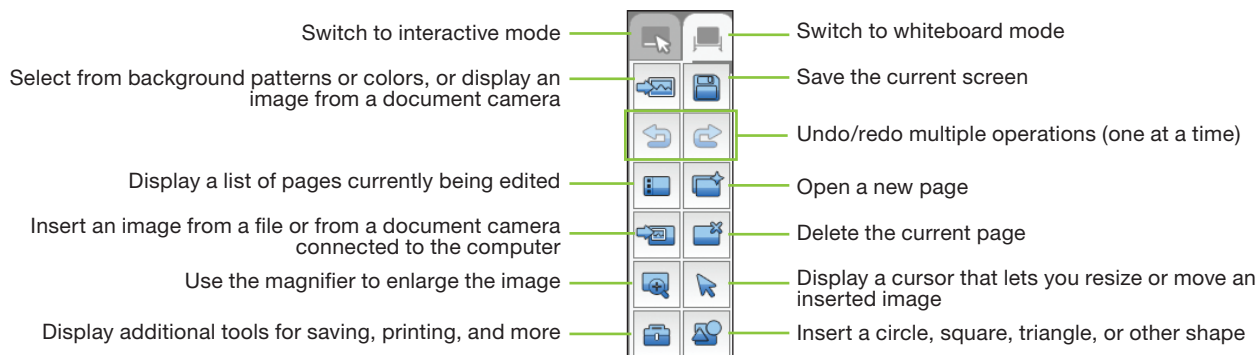 Switch to interactive mode
Switch to whiteboard mode
Select from background patterns or colors, or display an
image from a document camera
Save the current screen
Undo/redo multiple operations (one at a time)
Display a list of pages currently being edited
Open a new page
Insert an image from a file or from a document camera
connected to the computer
Delete the current page
Use the magnifier to enlarge the image
Display a cursor that lets you resize or move an
inserted image
Display additional tools for saving, printing, and more
Insert a circle, square, triangle, or other shape